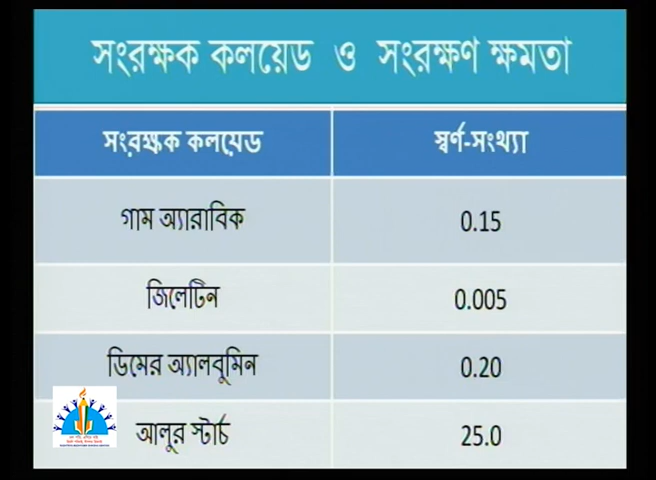 সংরক্ষক কলয়েড ও সংরক্ষণ ক্ষমতা
সংরক্ষক কলয়েড স্বর্ণ-সংখ্যা
গাম অ্যারাবিক 0.15
জিলেটিন 0.005
ডিমের অ্যালবুমিন 0.20
আলুর স্টার্চ 25.0